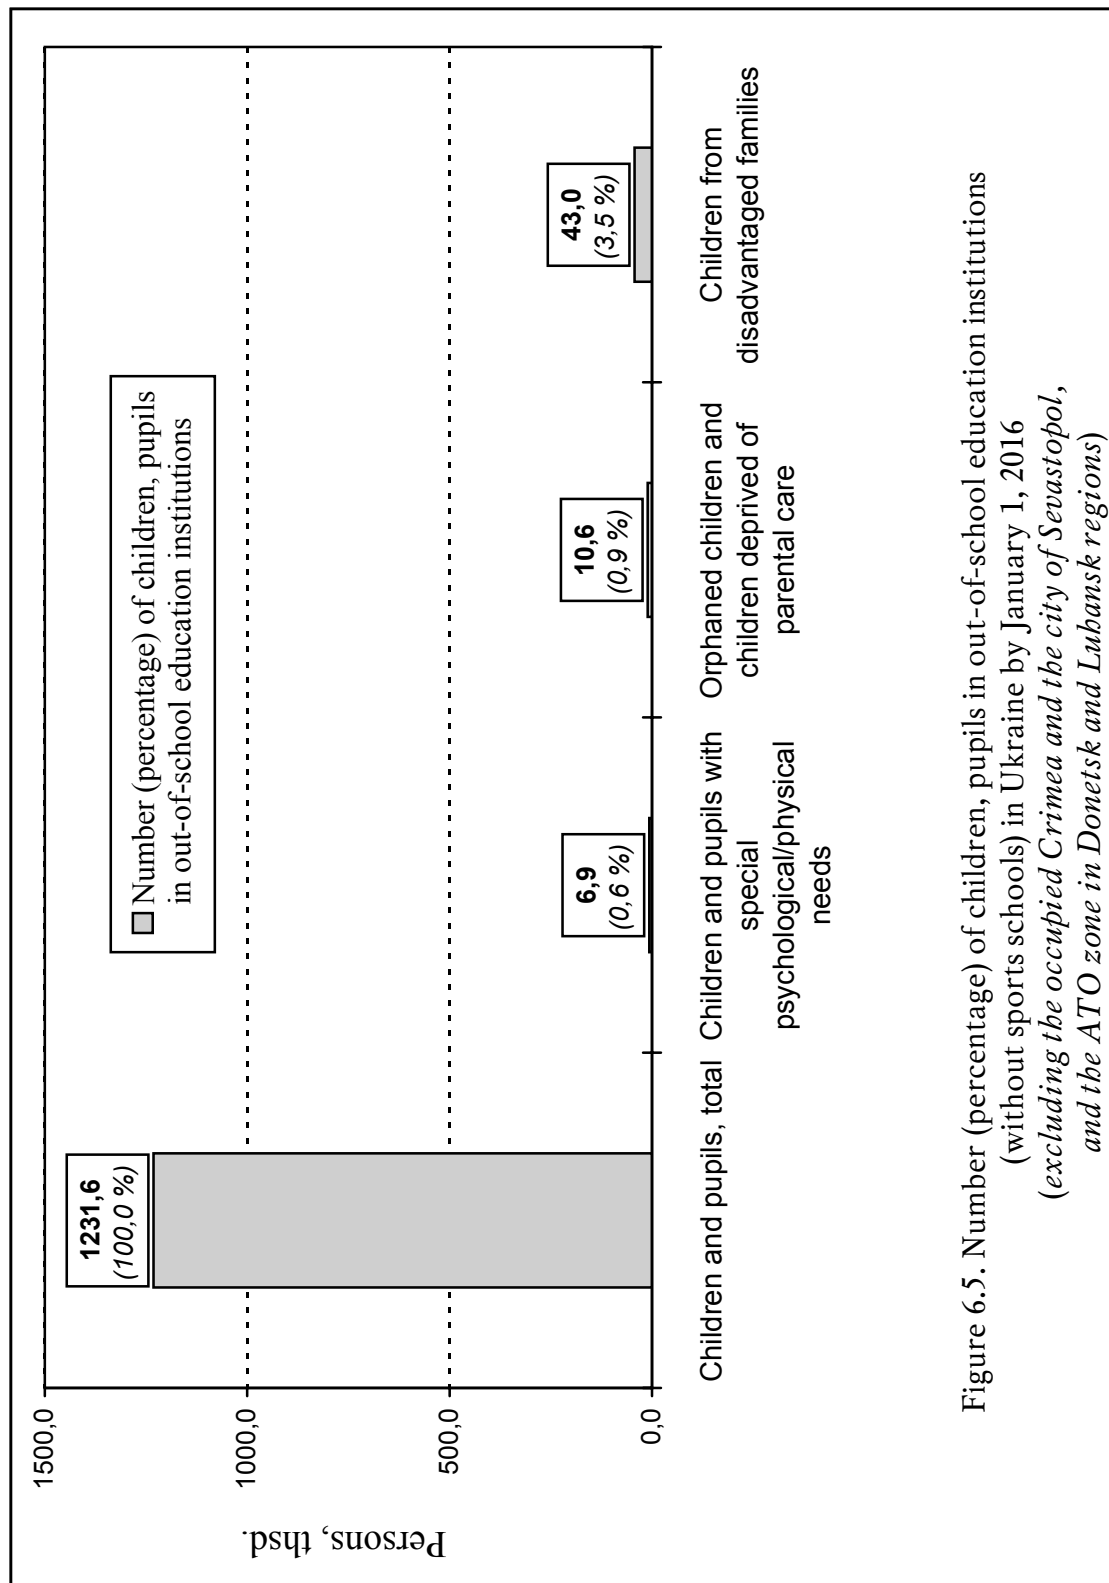 Persons, thsd.
1500,0
1000,0
500,0
0,0
Number (percentage) of children, pupils
in out-of-school education institutions
1231,6
(100,0 %)
6,9
(0,6 %)
10,6
(0,9 %)
43,0
(3,5 %)
Children and pupils, total
Children and pupils with
special
psychological/physical
needs
Orphaned children and
children deprived of
parental care
Children from
disadvantaged families
Figure 6.5. Number (percentage) of children, pupils in out-of-school education institutions
(without sports schools) in Ukraine by January 1, 2016
(excluding the occupied Crimea and the city of Sevastopol,
and the ATO zone in Donetsk and Luhansk regions)